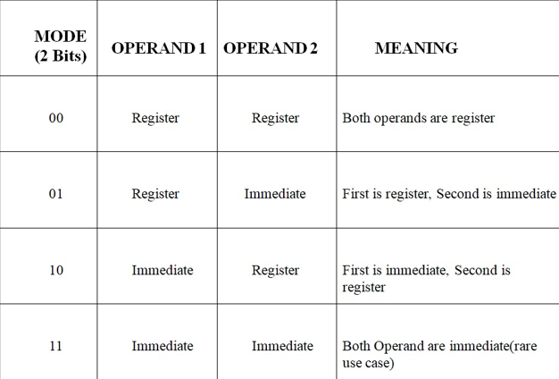 MODE
(2 Bits)
OPERAND 1
OPERAND 2
MEANING
00
Register
Register
Both operands are register
01
Register
Immediate
First is register, Second is immediate
10
Immediate
Register
First is immediate, Second is
register
11
Immediate
Immediate
Both Operand are immediate(rare
use case)